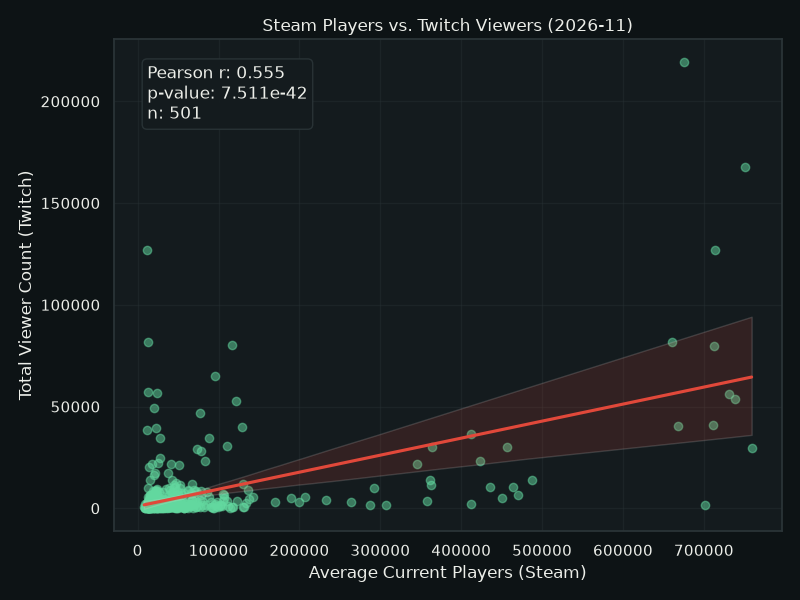 Steam Players vs. Twitch Viewers (2026-11)
Pearson r: 0.555
p-value: 7.511e-42
n: 501
Total Viewer Count (Twitch)
200000
150000
100000
50000
0
0 100000 200000 300000 400000 500000 600000 700000
Average Current Players (Steam)